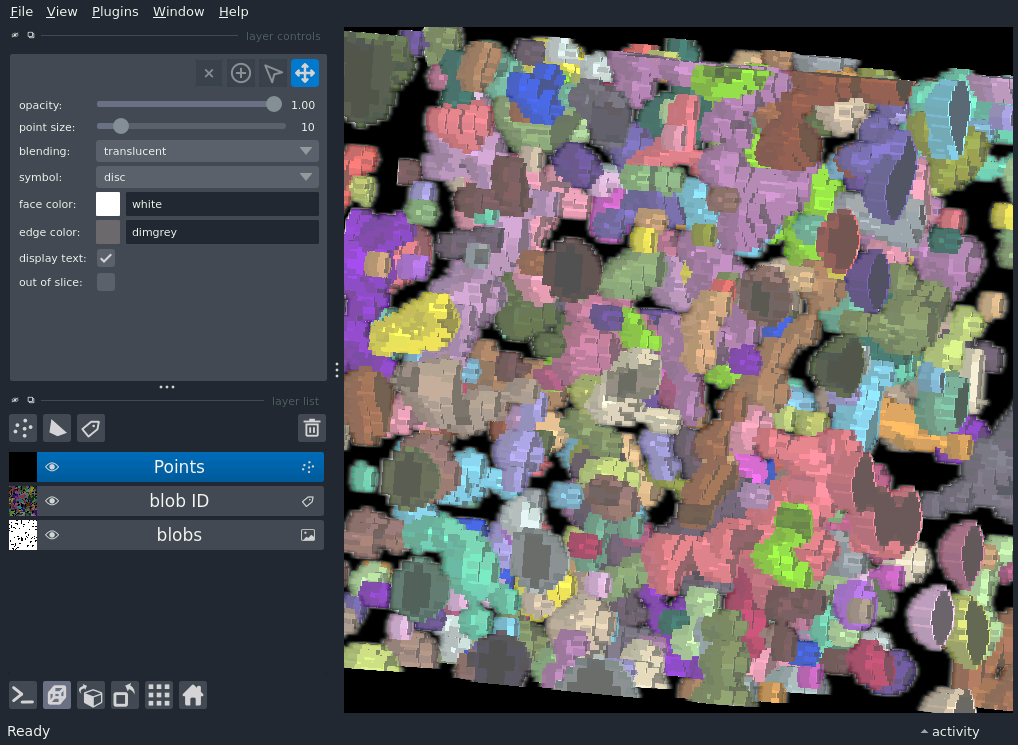 File View Plugins Window Help
layer controls
opacity: 1.00
point size: 10
blending: translucent
symbol: disc
face color: white
edge color: dimgrey
display text:
out of slice:
layer list
Points
blob ID
blobs
Ready activity